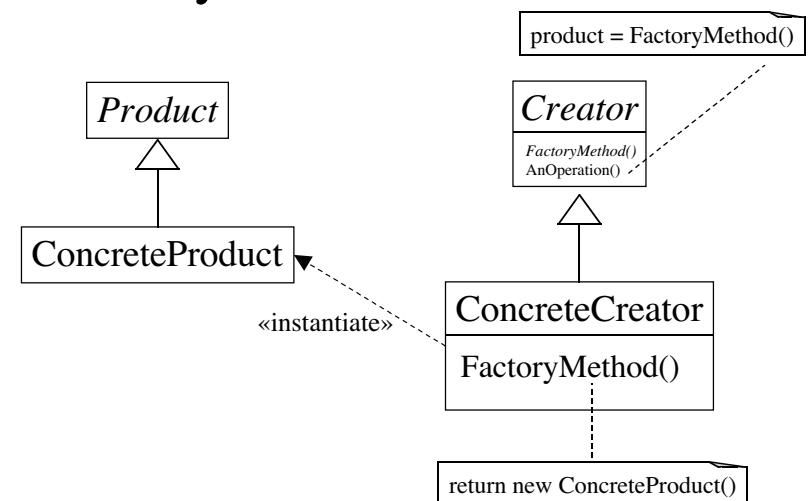 product = FactoryMethod()
Product
Creator
FactoryMethod()
AnOperation()
ConcreteProduct
ConcreteCreator
«instantiate»
FactoryMethod()
return new ConcreteProduct()